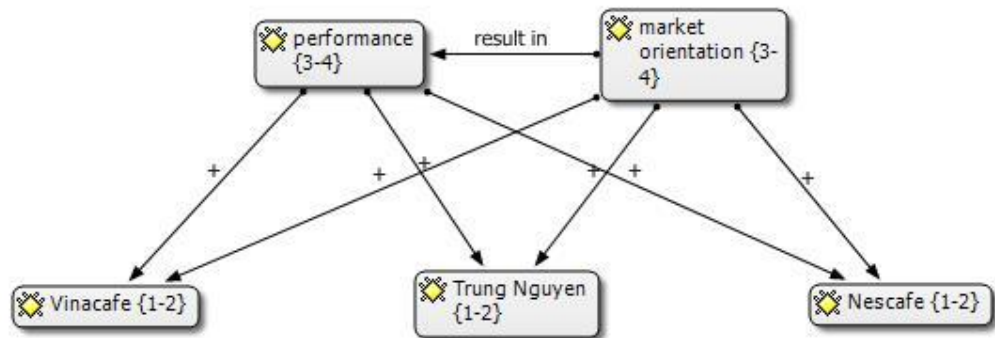 performance
{3-4}
result in
market
orientation {3-
4}
+
+
+
+
+
+
Vinacafe {1-2}
Trung Nguyen
{1-2}
Nescafe {1-2}